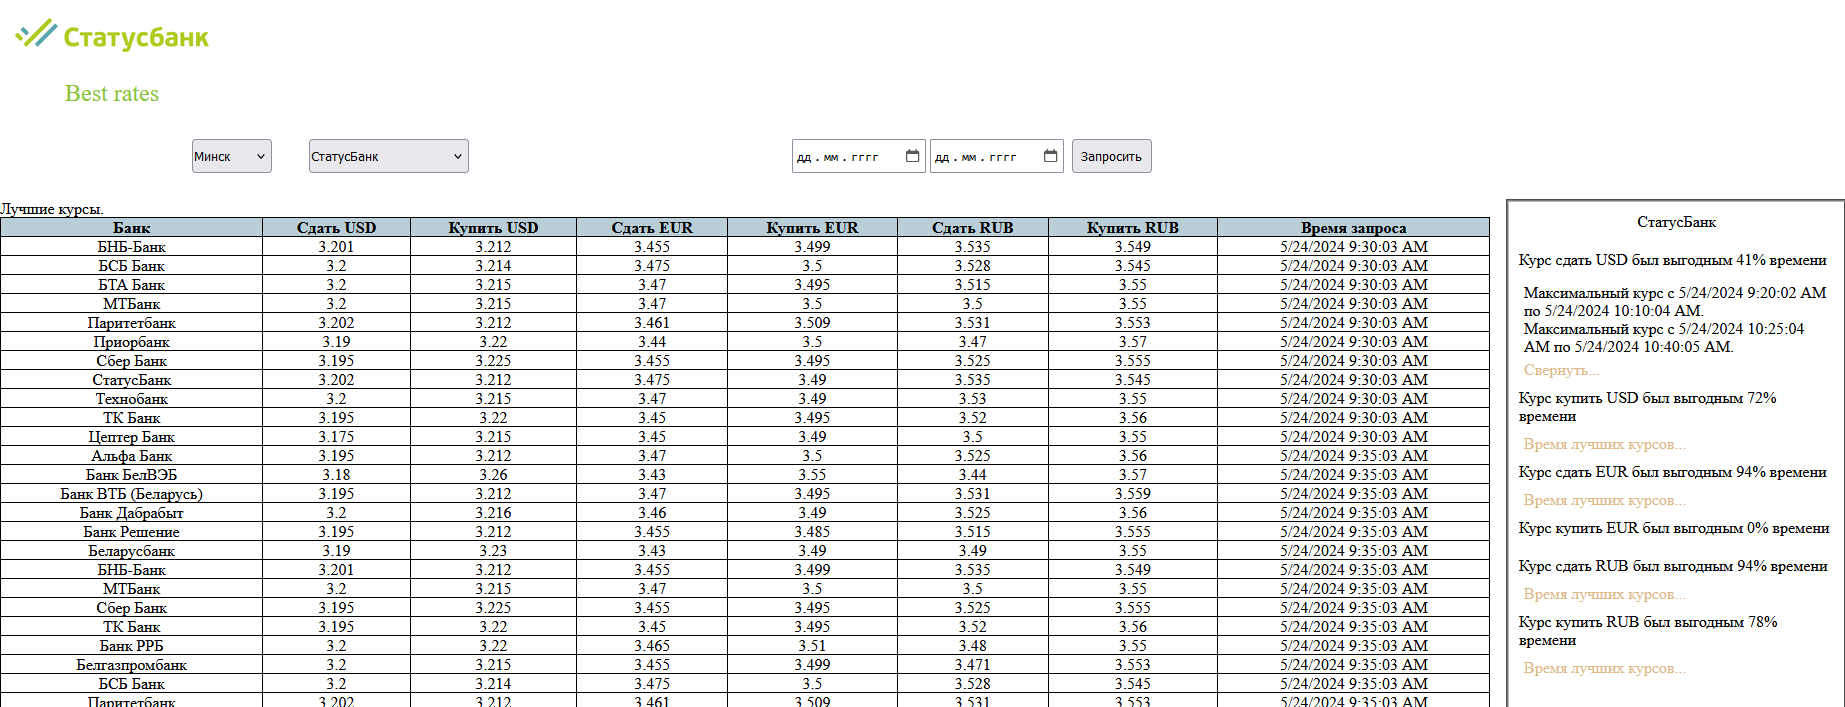 Статусбанк
Best rates
Минск СтатусБанк дд . мм . гггг дд . мм . гггг Запросить
Лучшие курсы.
Банк Сдать USD Купить USD Сдать EUR Купить EUR Сдать RUB Купить RUB Время запроса
БНБ-Банк 3.201 3.212 3.455 3.499 3.535 3.549 5/24/2024 9:30:03 AM
БСБ Банк 3.2 3.214 3.475 3.5 3.528 3.545 5/24/2024 9:30:03 AM
БТА Банк 3.2 3.215 3.47 3.495 3.515 3.55 5/24/2024 9:30:03 AM
МТБанк 3.2 3.215 3.47 3.5 3.5 3.55 5/24/2024 9:30:03 AM
Паритетбанк 3.202 3.212 3.461 3.509 3.531 3.553 5/24/2024 9:30:03 AM
Приорбанк 3.19 3.22 3.44 3.5 3.47 3.57 5/24/2024 9:30:03 AM
Сбер Банк 3.195 3.225 3.455 3.495 3.525 3.555 5/24/2024 9:30:03 AM
СтатусБанк 3.202 3.212 3.475 3.49 3.535 3.545 5/24/2024 9:30:03 AM
Технобанк 3.2 3.215 3.47 3.49 3.53 3.55 5/24/2024 9:30:03 AM
ТК Банк 3.195 3.22 3.45 3.495 3.52 3.56 5/24/2024 9:30:03 AM
Цептер Банк 3.175 3.215 3.45 3.49 3.5 3.55 5/24/2024 9:30:03 AM
Альфа Банк 3.195 3.212 3.47 3.5 3.525 3.56 5/24/2024 9:35:03 AM
Банк БелВЭБ 3.18 3.26 3.43 3.55 3.44 3.57 5/24/2024 9:35:03 AM
Банк ВТБ (Беларусь) 3.195 3.212 3.47 3.495 3.531 3.559 5/24/2024 9:35:03 AM
Банк Дабрабыт 3.2 3.216 3.46 3.49 3.525 3.56 5/24/2024 9:35:03 AM
Банк Решение 3.195 3.212 3.455 3.485 3.515 3.555 5/24/2024 9:35:03 AM
Беларусбанк 3.19 3.23 3.43 3.49 3.49 3.55 5/24/2024 9:35:03 AM
БНБ-Банк 3.201 3.212 3.455 3.499 3.535 3.549 5/24/2024 9:35:03 AM
МТБанк 3.2 3.215 3.47 3.5 3.5 3.55 5/24/2024 9:35:03 AM
Сбер Банк 3.195 3.225 3.455 3.495 3.525 3.555 5/24/2024 9:35:03 AM
ТК Банк 3.195 3.22 3.45 3.495 3.52 3.56 5/24/2024 9:35:03 AM
Банк РРБ 3.2 3.22 3.465 3.51 3.48 3.55 5/24/2024 9:35:03 AM
Белгазпромбанк 3.2 3.215 3.455 3.499 3.471 3.553 5/24/2024 9:35:03 AM
БСБ Банк 3.2 3.214 3.475 3.5 3.528 3.545 5/24/2024 9:35:03 AM
Паритетбанк 3.202 3.212 3.461 3.509 3.531 3.553 5/24/2024 9:35:03 AM
СтатусБанк
Курс сдать USD был выгодным 41% времени
Максимальный курс с 5/24/2024 9:20:02 AM
по 5/24/2024 10:10:04 AM.
Максимальный курс с 5/24/2024 10:25:04
AM по 5/24/2024 10:40:05 AM.
Свернуть...
Курс купить USD был выгодным 72%
времени
Время лучших курсов...
Курс сдать EUR был выгодным 94% времени
Время лучших курсов...
Курс купить EUR был выгодным 0% времени
Курс сдать RUB был выгодным 94% времени
Время лучших курсов...
Курс купить RUB был выгодным 78%
времени
Время лучших курсов...